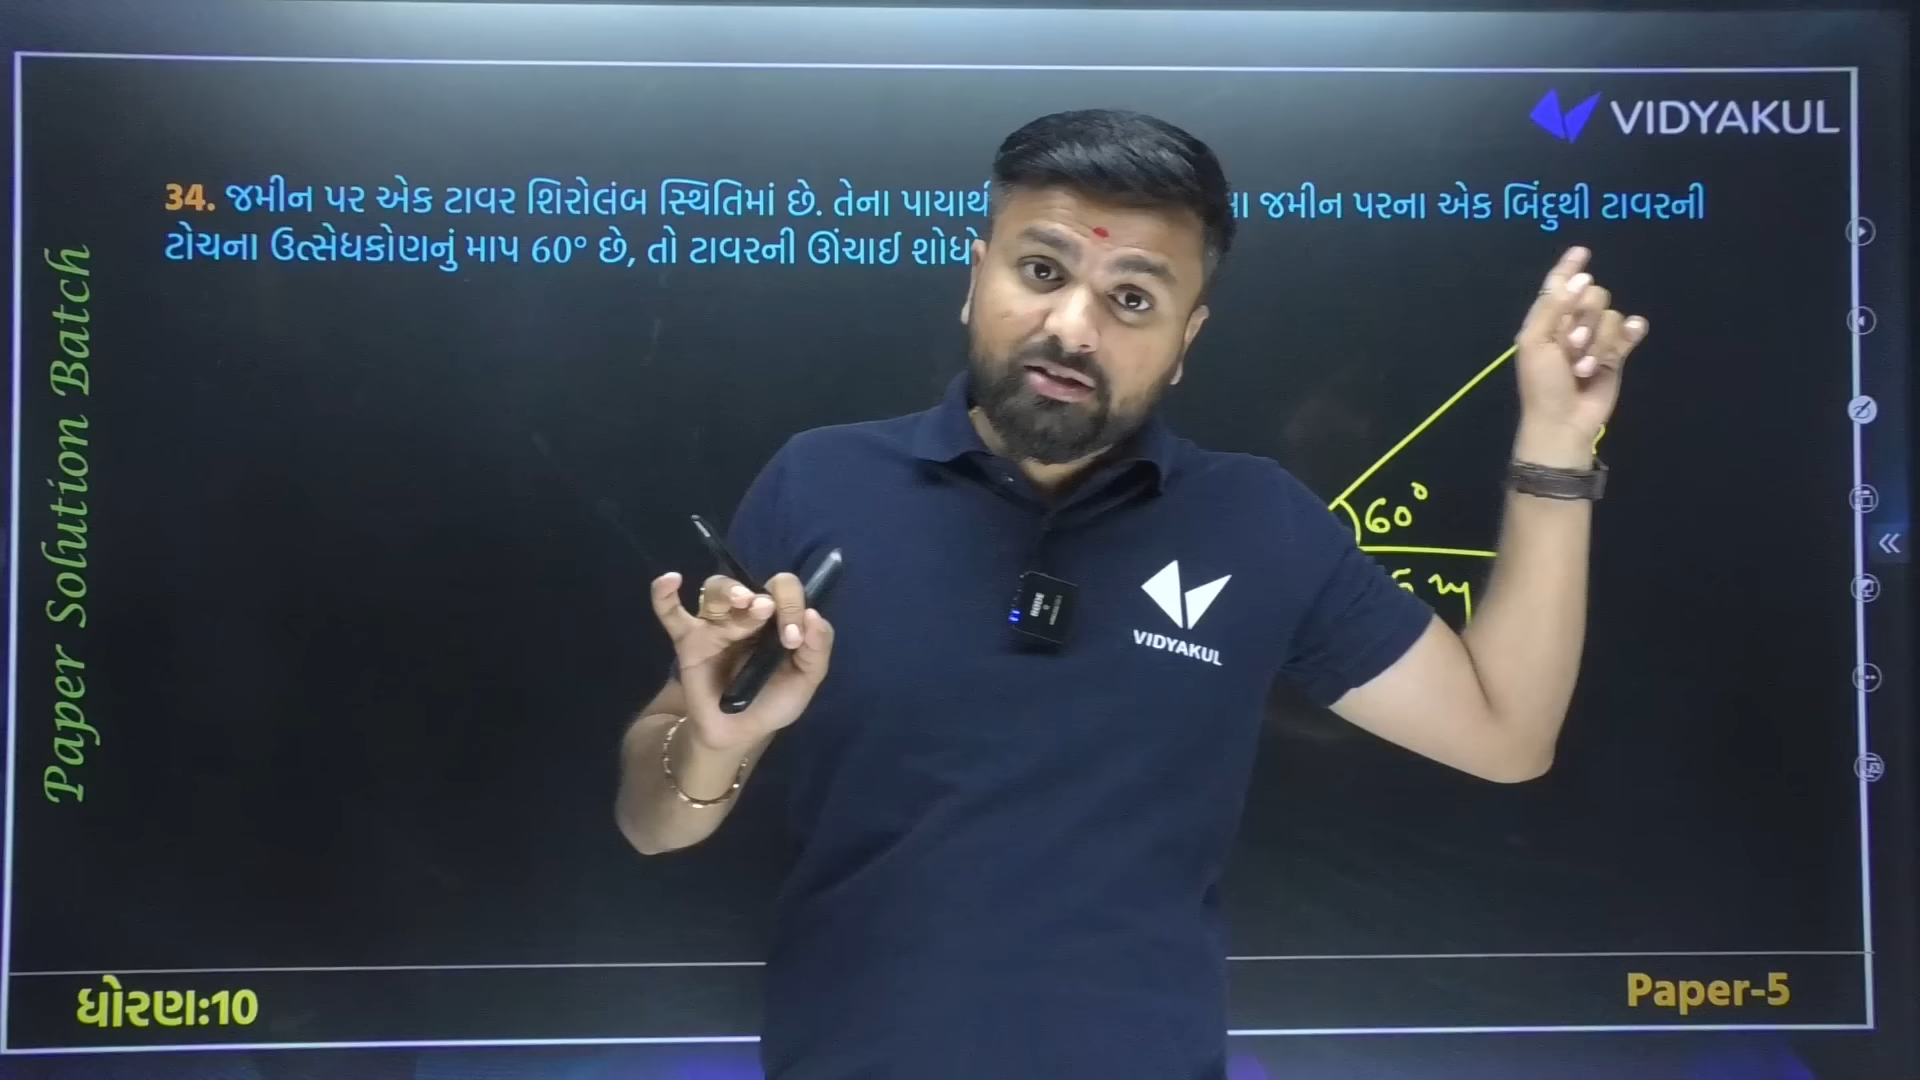 VIDYAKUL
34. જમીન પર એક ટાવર શિરોલંબ સ્થિતિમાં છે. તેના જમીન પરના એક બિંદુથી ટાવરની
ટોચના ઉત્સેધકોણનું માપ 60° છે, તો ટાવરની ઊંચાઈ
Paper Solution Batch
60°
RODE
VIDYAKUL
ધોરણ:10
Paper-5